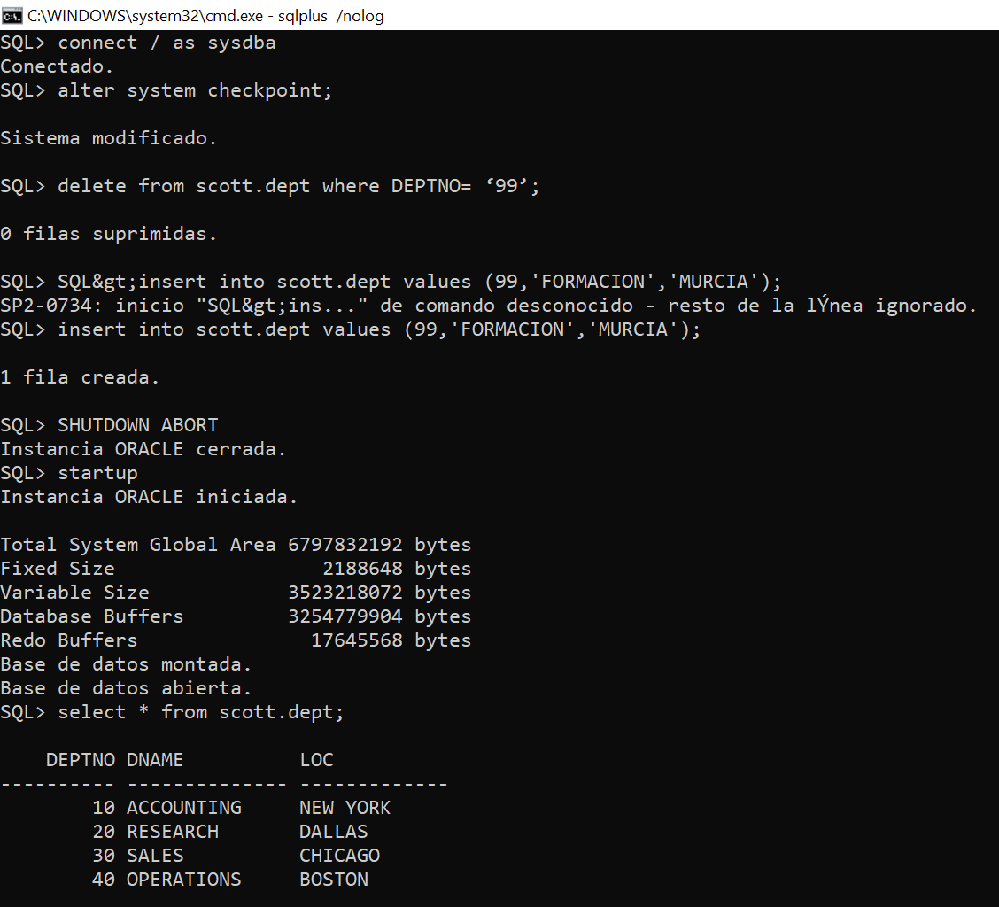 C:\WINDOWS\system32\cmd.exe - sqlplus  /nolog
SQL> connect / as sysdba
Conectado.
SQL> alter system checkpoint;
Sistema modificado.
SQL> delete from scott.dept where DEPTNO= ‘99’;
0 filas suprimidas.
SQL> SQL&gt;insert into scott.dept values (99,'FORMACION','MURCIA');
SP2-0734: inicio "SQL&gt;ins..." de comando desconocido - resto de la lÝnea ignorado.
SQL> insert into scott.dept values (99,'FORMACION','MURCIA');
1 fila creada.
SQL> SHUTDOWN ABORT
Instancia ORACLE cerrada.
SQL> startup
Instancia ORACLE iniciada.
Total System Global Area 6797832192 bytes
Fixed Size                  2188648 bytes
Variable Size            3523218072 bytes
Database Buffers         3254779904 bytes
Redo Buffers               17645568 bytes
Base de datos montada.
Base de datos abierta.
SQL> select * from scott.dept;
    DEPTNO DNAME          LOC
---------- -------------- -------------
        10 ACCOUNTING     NEW YORK
        20 RESEARCH       DALLAS
        30 SALES          CHICAGO
        40 OPERATIONS     BOSTON